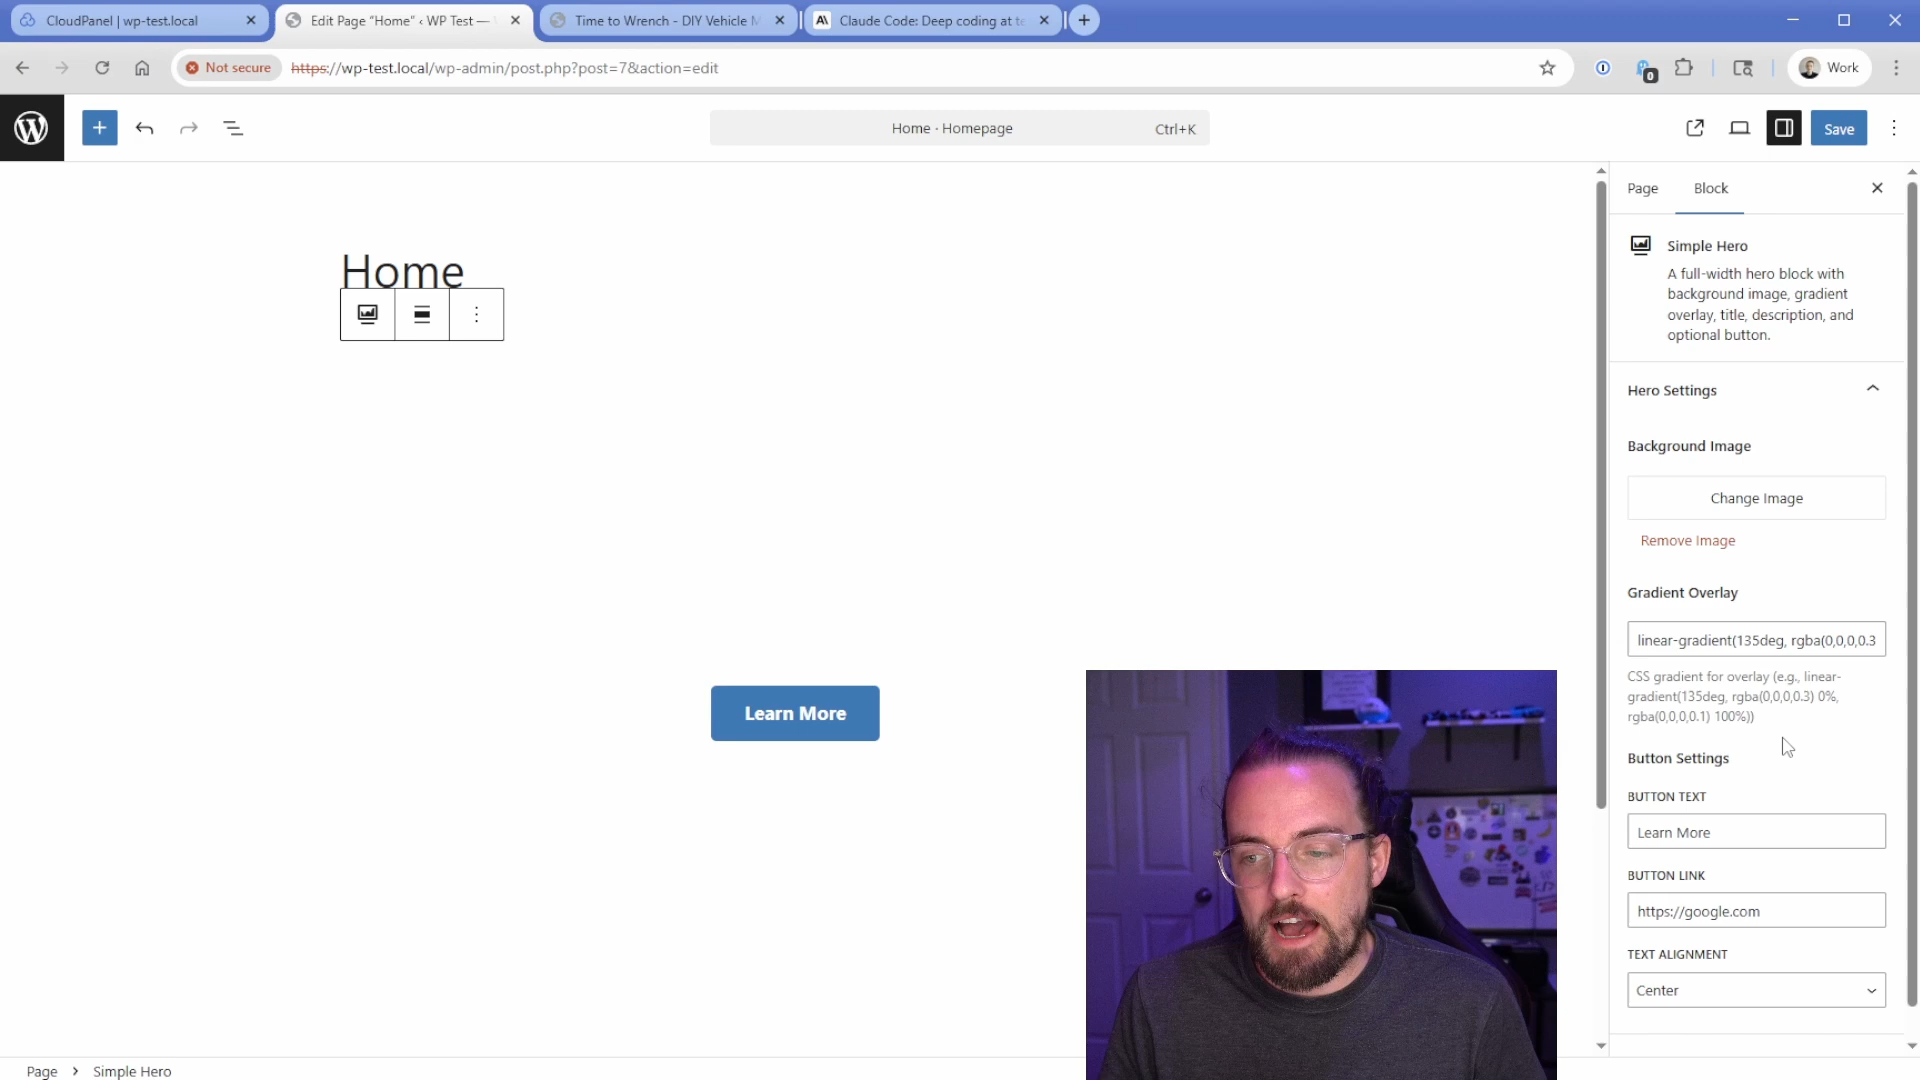 CloudPanel | wp-test.local
Edit Page “Home” ‹ WP Test —
Time to Wrench - DIY Vehicle M
Claude Code: Deep coding at te
Not secure
https://wp-test.local/wp-admin/post.php?post=7&action=edit
0
Work
Home · Homepage
Ctrl+K
Save
Page
Block
Simple Hero
A full-width hero block with
background image, gradient
overlay, title, description, and
optional button.
Home
Hero Settings
Background Image
Change Image
Remove Image
Gradient Overlay
linear-gradient(135deg, rgba(0,0,0,0.3
CSS gradient for overlay (e.g., linear-
gradient(135deg, rgba(0,0,0,0.3) 0%,
rgba(0,0,0,0.1) 100%))
Learn More
Button Settings
BUTTON TEXT
Learn More
BUTTON LINK
https://google.com
TEXT ALIGNMENT
Center
Page
Simple Hero